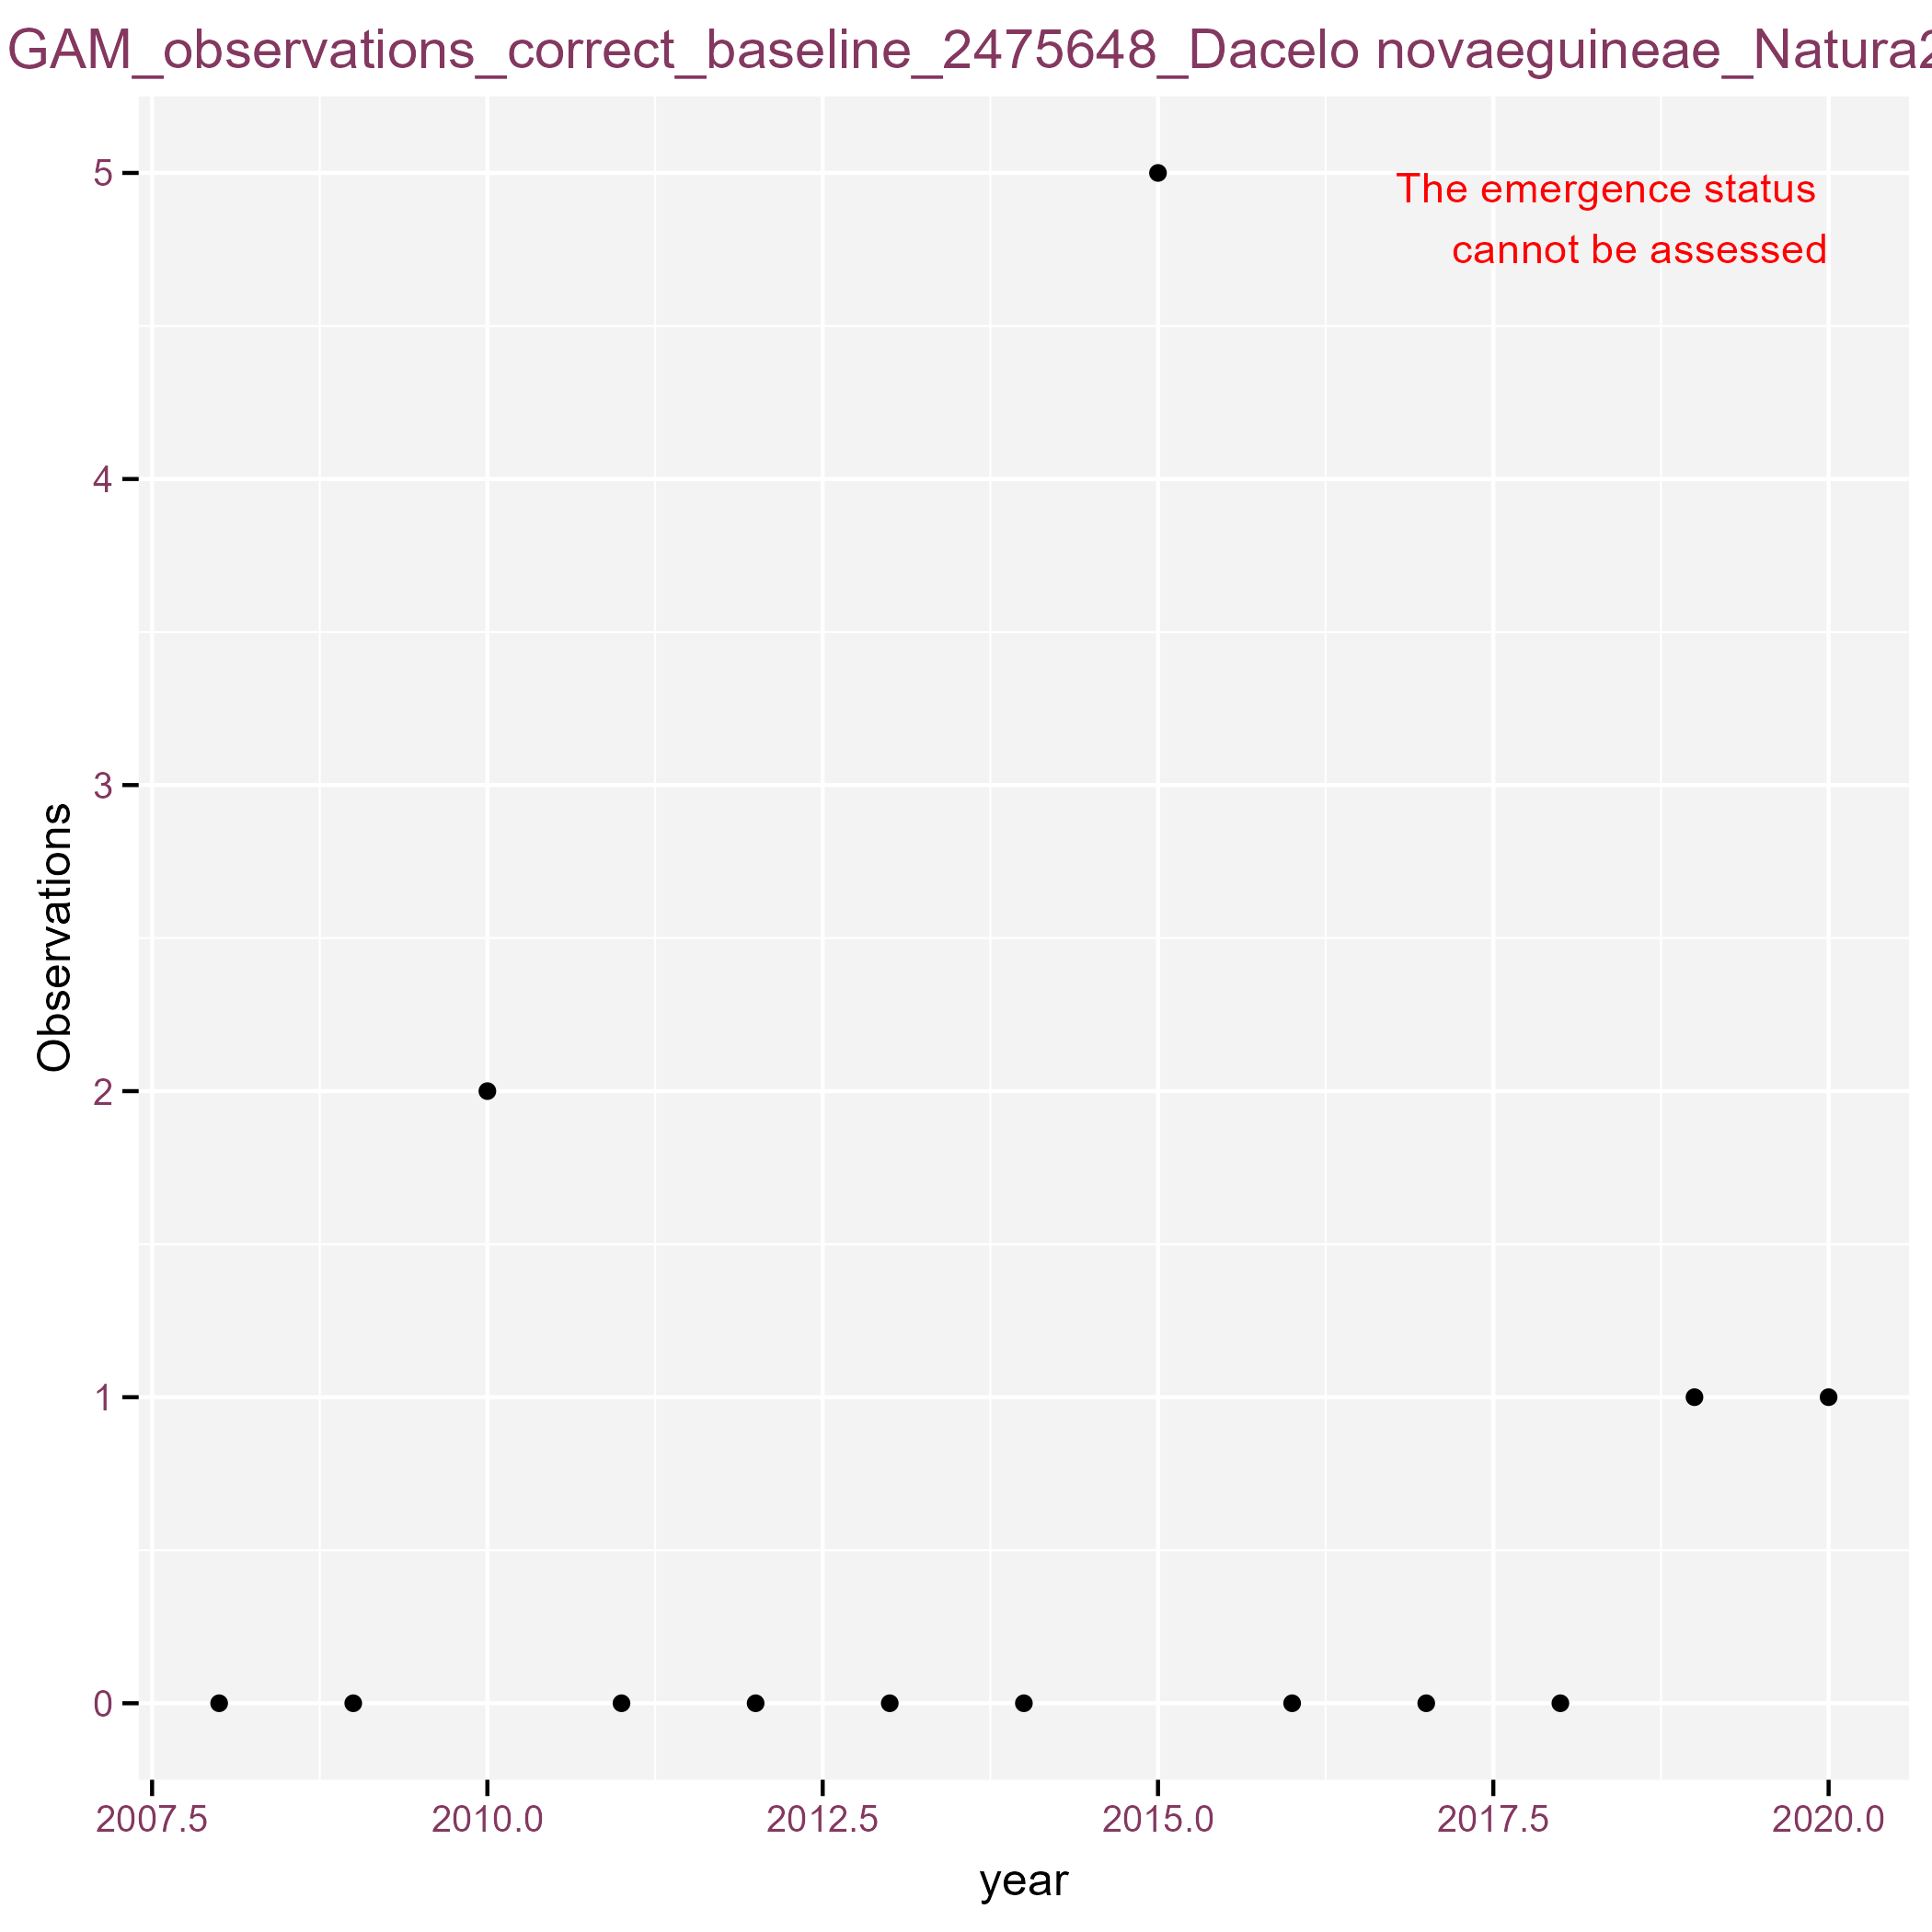 GAM_observations_correct_baseline_2475648_Dacelo novaeguineae_Natura2
The emergence status
cannot be assessed
5
4
3
2
1
0
Observations
2007.5 2010.0 2012.5 2015.0 2017.5 2020.0
year